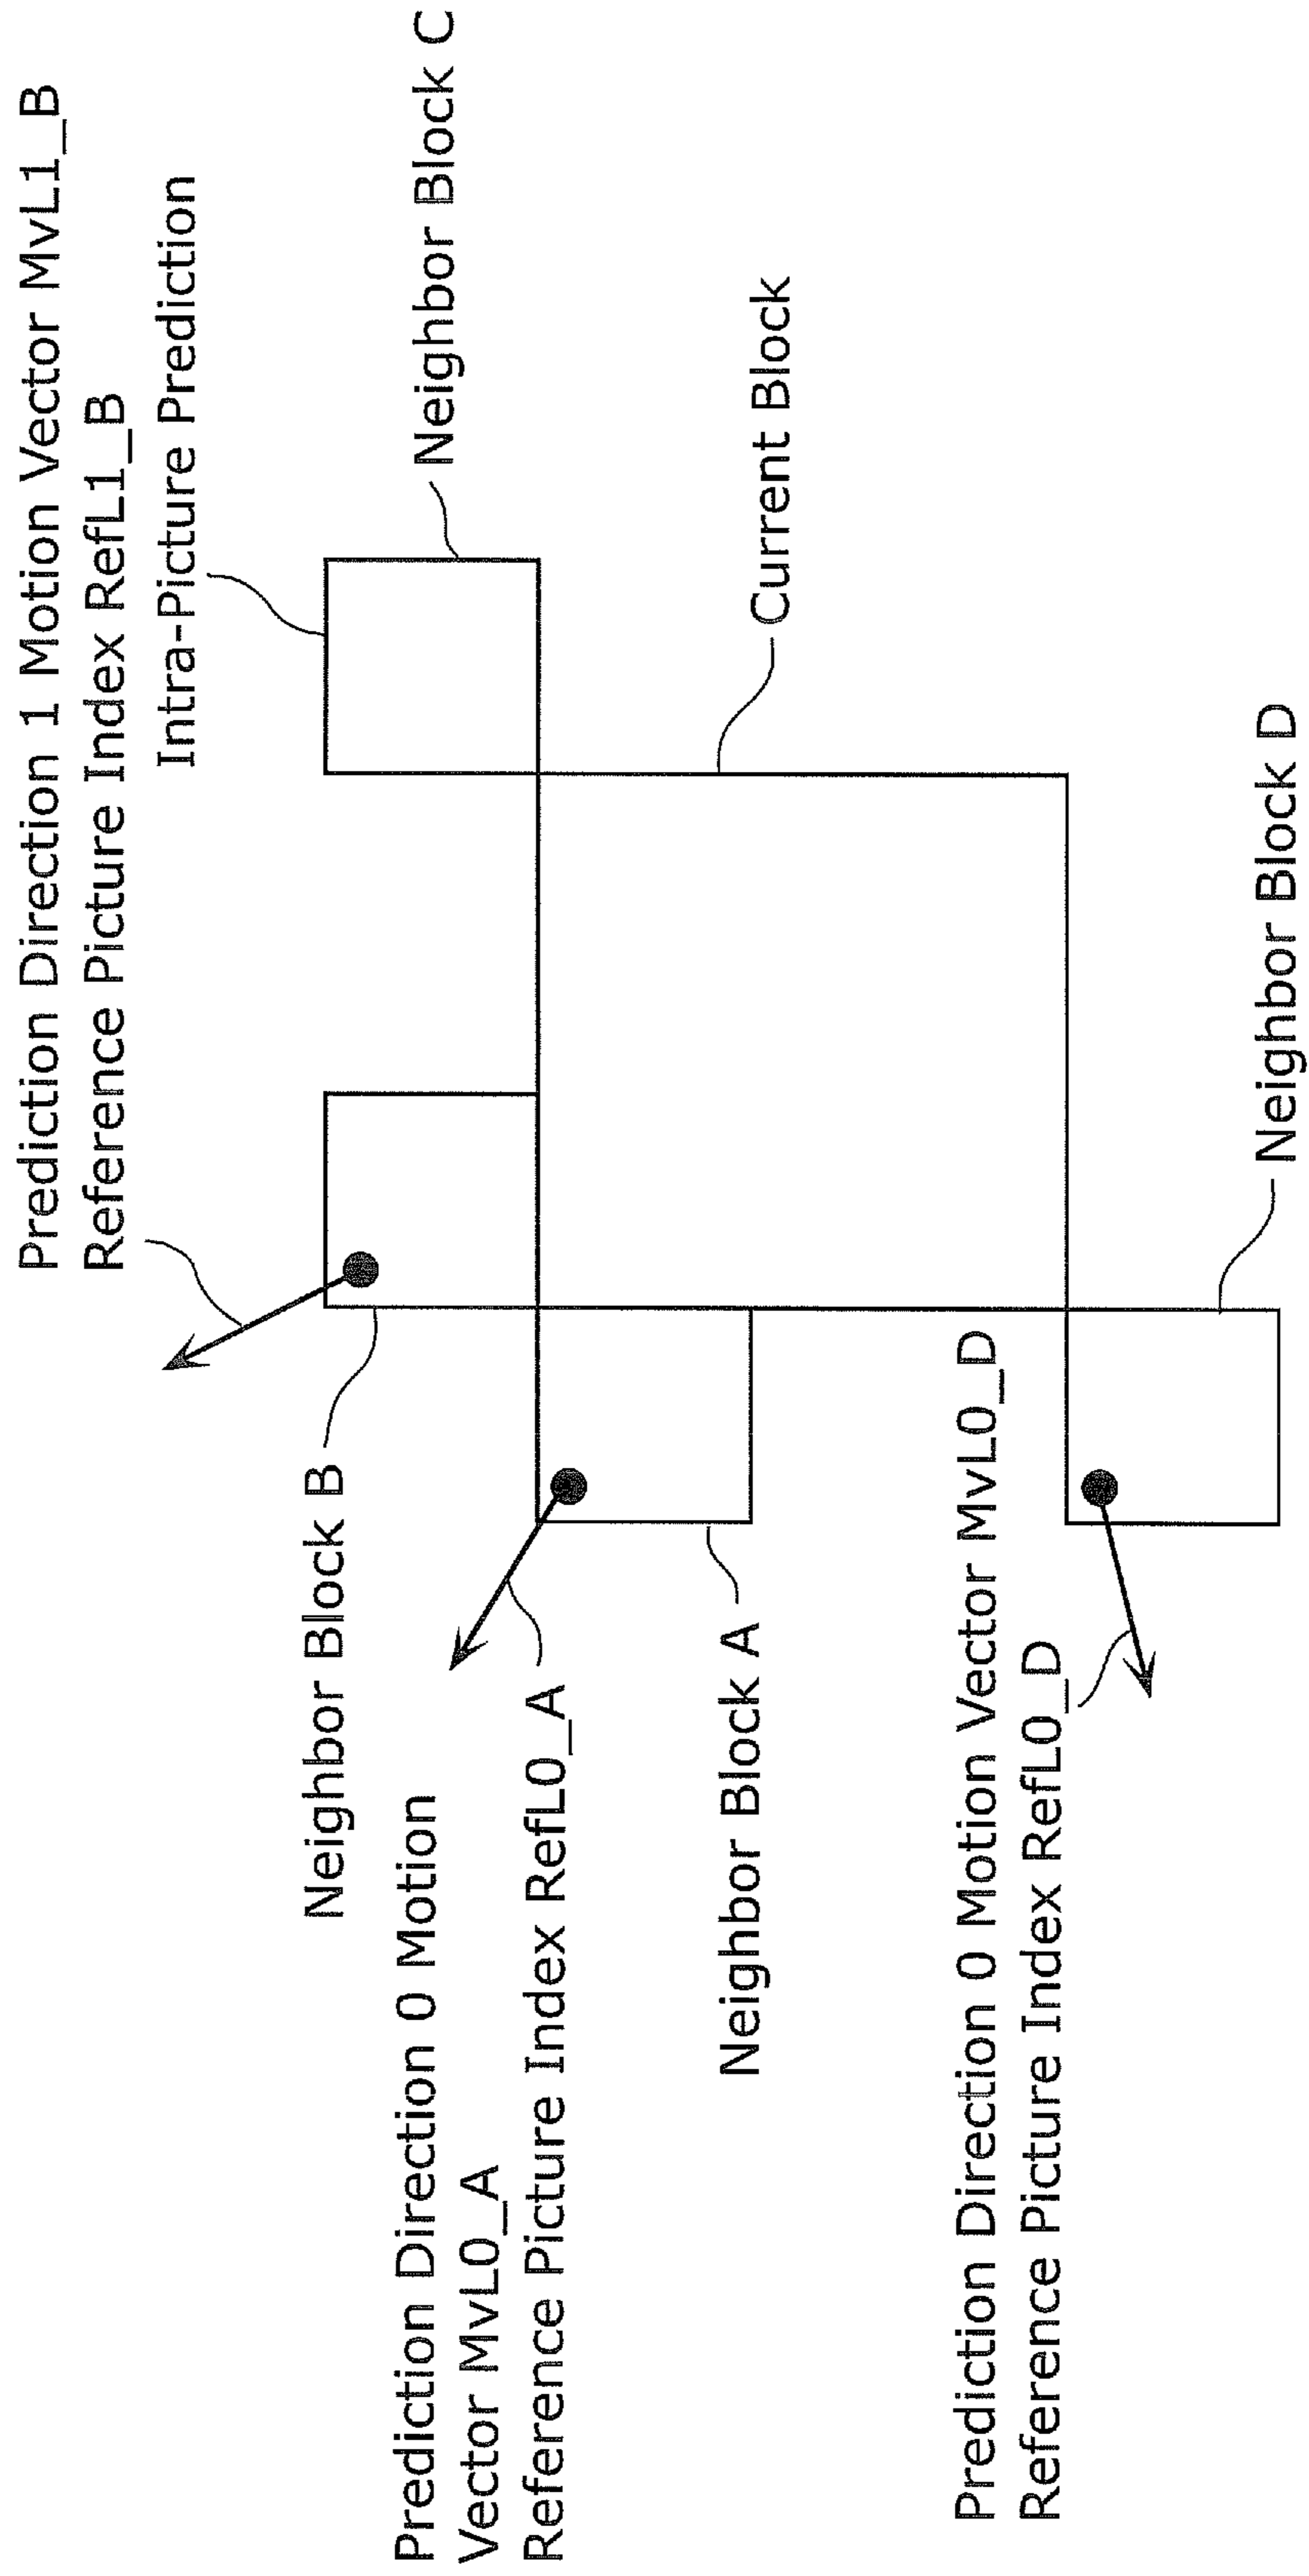 Prediction Direction 1 Motion Vector MvL1_B
Reference Picture Index RefL1_B
Intra-Picture Prediction
Neighbor Block B
Neighbor Block C
Prediction Direction 0 Motion
Vector MvL0_A
Reference Picture Index RefL0_A
Neighbor Block A
Current Block
Prediction Direction 0 Motion Vector MvL0_D
Reference Picture Index RefL0_D
Neighbor Block D